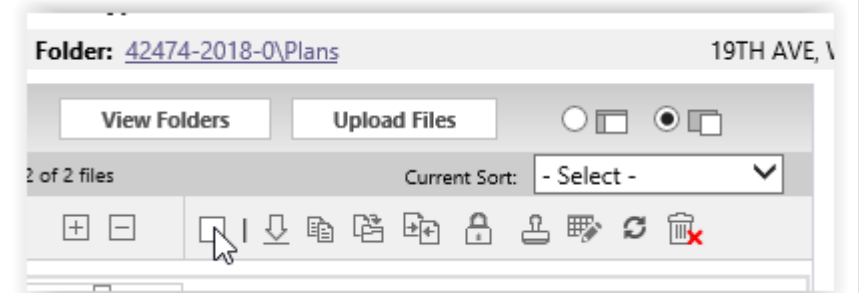 Folder: 42474-2018-0\Plans 19TH AVE,
View Folders Upload Files
2 of 2 files Current Sort: - Select -